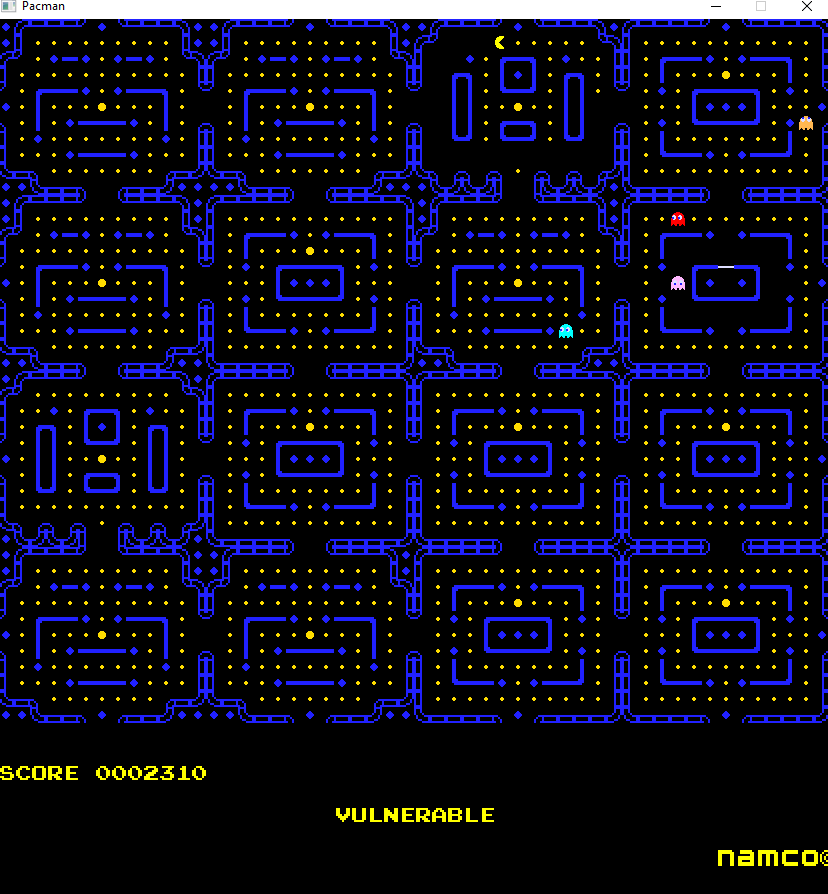 Pacman
SCORE 0002310
VULNERABLE
namco©